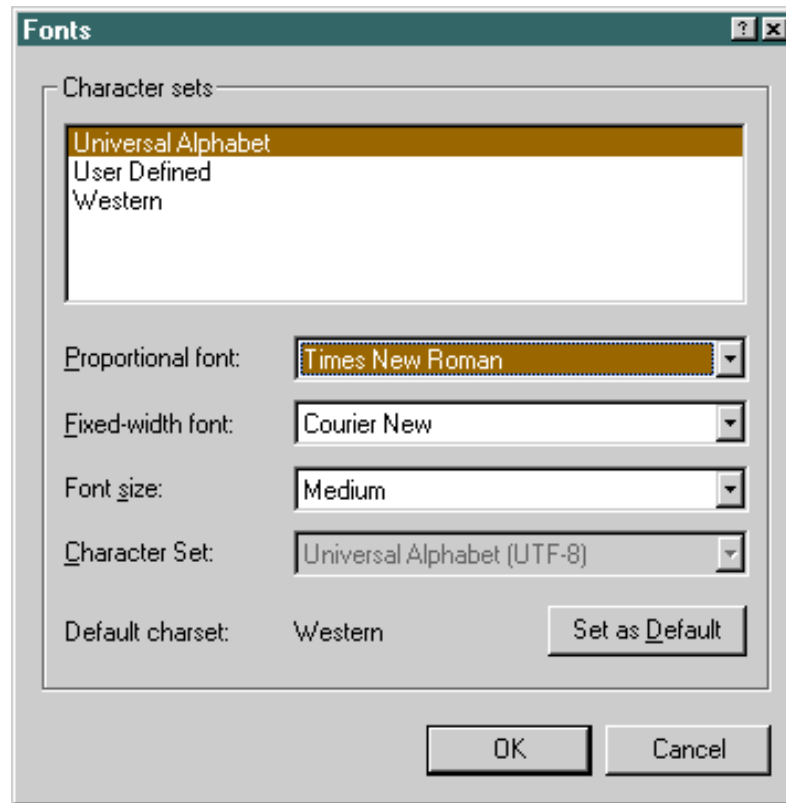 Fonts
Character sets
Universal Alphabet
User Defined
Western
Proportional font: Times New Roman
Fixed-width font: Courier New
Font size: Medium
Character Set: Universal Alphabet (UTF-8)
Default charset: Western Set as Default
OK Cancel